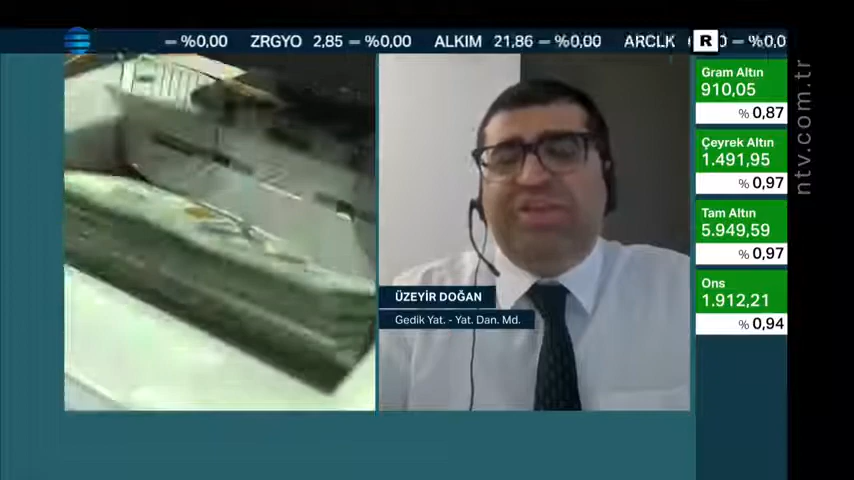 %0,00 ZRGYO 2,85 %0,00 ALKIM 21,86 %0,00 ARCLK R %0,0
Gram Altın
910,05
% 0,87
Çeyrek Altın
1.491,95
% 0,97
Tam Altın
5.949,59
% 0,97
Ons
1.912,21
% 0,94
ÜZEYİR DOĞAN
Gedik Yat. - Yat. Dan. Md.
ntv.com.tr